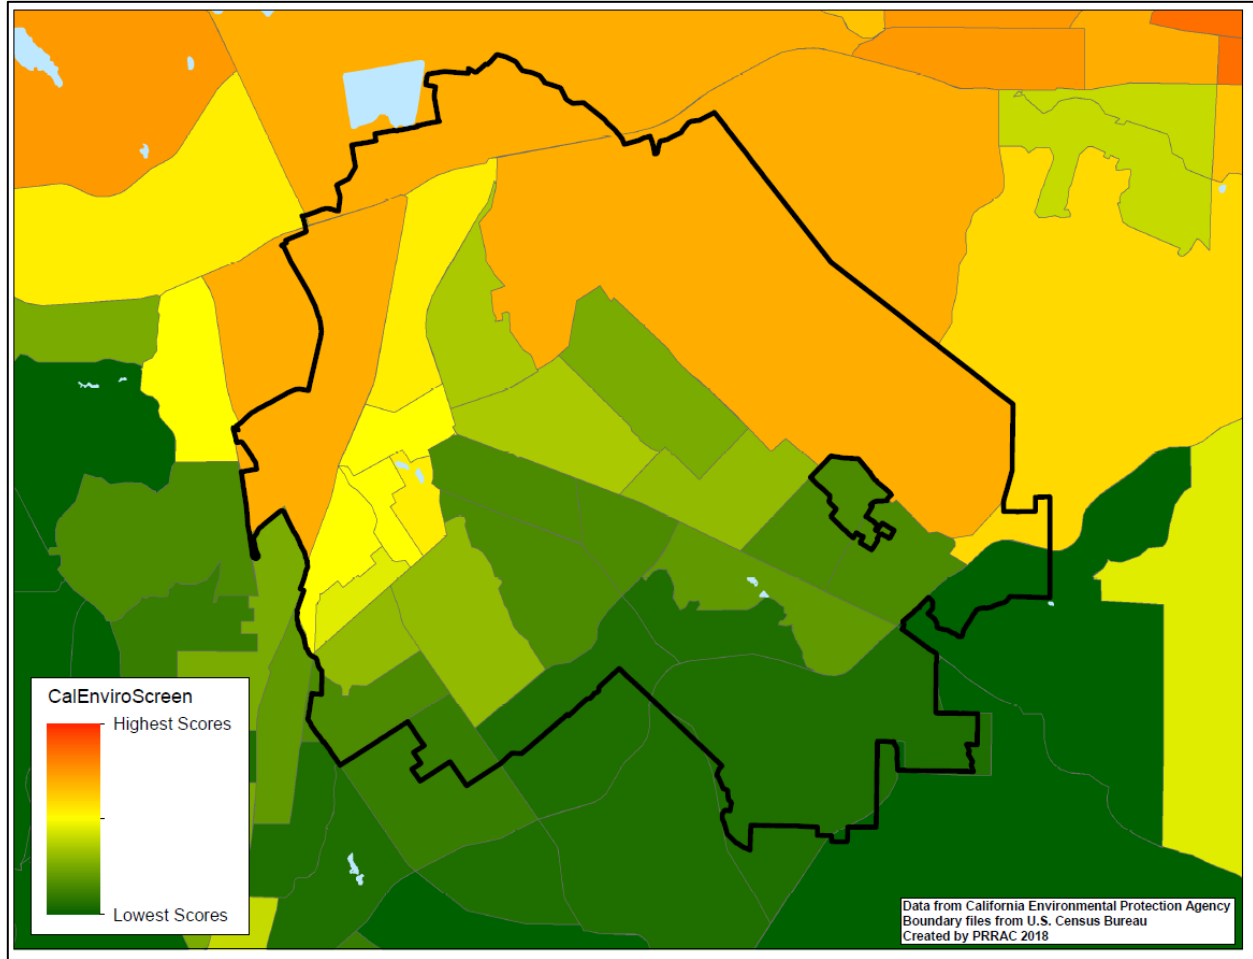 CalEnviroScreen
Highest Scores
Lowest Scores
Data from California Environmental Protection Agency
Boundary files from U.S. Census Bureau
Created by PRRAC 2018